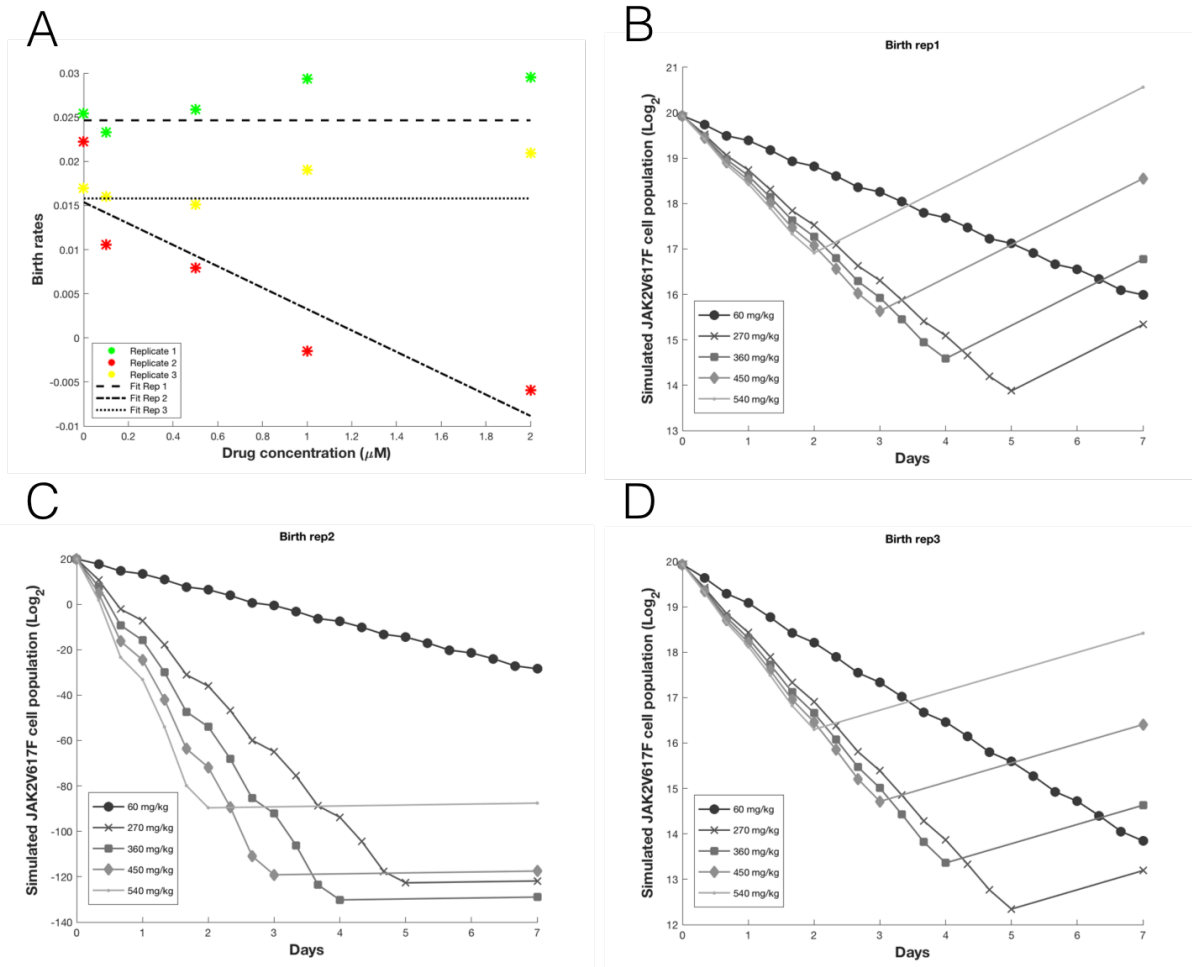 A
0.03
0.025
0.02
0.015
0.01
0.005
0
-0.005
-0.01
Birth rates
Replicate 1
Replicate 2
Replicate 3
Fit Rep 1
Fit Rep 2
Fit Rep 3
0 0.2 0.4 0.6 0.8 1 1.2 1.4 1.6 1.8 2
Drug concentration (μM)
B
Birth rep1
21
20
19
18
17
16
15
14
13
Simulated JAK2V617F cell population (Log2)
60 mg/kg
270 mg/kg
360 mg/kg
450 mg/kg
540 mg/kg
0 1 2 3 4 5 6 7
Days
C
Birth rep2
20
0
-20
-40
-60
-80
-100
-120
-140
Simulated JAK2V617F cell population (Log2)
60 mg/kg
270 mg/kg
360 mg/kg
450 mg/kg
540 mg/kg
0 1 2 3 4 5 6 7
Days
D
Birth rep3
20
19
18
17
16
15
14
13
12
Simulated JAK2V617F cell population (Log2)
60 mg/kg
270 mg/kg
360 mg/kg
450 mg/kg
540 mg/kg
0 1 2 3 4 5 6 7
Days